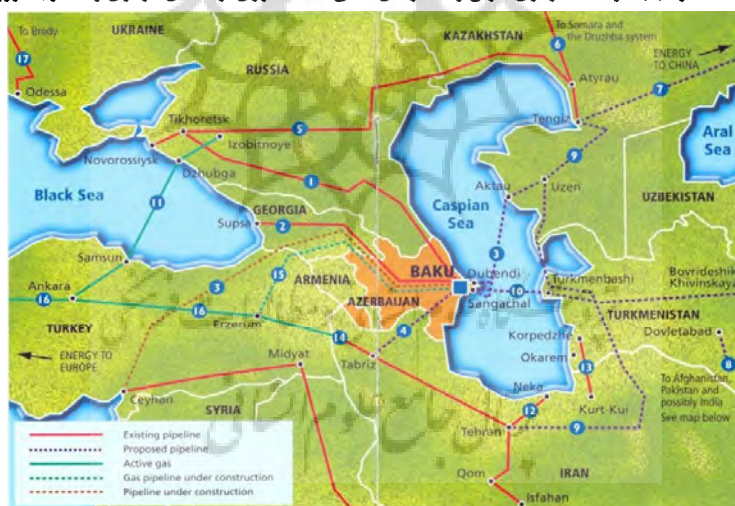 To Brody
UKRAINE
KAZAKHSTAN
To Samara and
the Druzhba system
17
6
ENERGY
TO CHINA
RUSSIA
Odessa
Atyrau
7
Tikhoretsk
5
Tengiz
Izobitnoye
Aral
Sea
Novorossiysk
9
Dzhubga
Black Sea
1
Aktau
Uzen
Caspian
Sea
UZBEKISTAN
11
GEORGIA
Supsa
2
3
Samsun
BAKU
15
Dubendi
ARMENIA
Turkmenbashi
Bovrideshik
Khivinskaya
Ankara
3
10
AZERBAIJAN
Sangachal
16
16
TURKMENISTAN
Erzerum
Korpedzhe
Dovletabad
TURKEY
14
4
ENERGY TO
EUROPE
Midyat
Tabriz
Okarem
13
8
Neka
To Afghanistan,
Pakistan and
possibly India
See map below
Ceyhan
12
Kurt-Kui
SYRIA
Tehran
9
Existing pipeline
Proposed pipeline
Active gas
Gas pipeline under construction
Pipeline under construction
Qom
IRAN
Isfahan